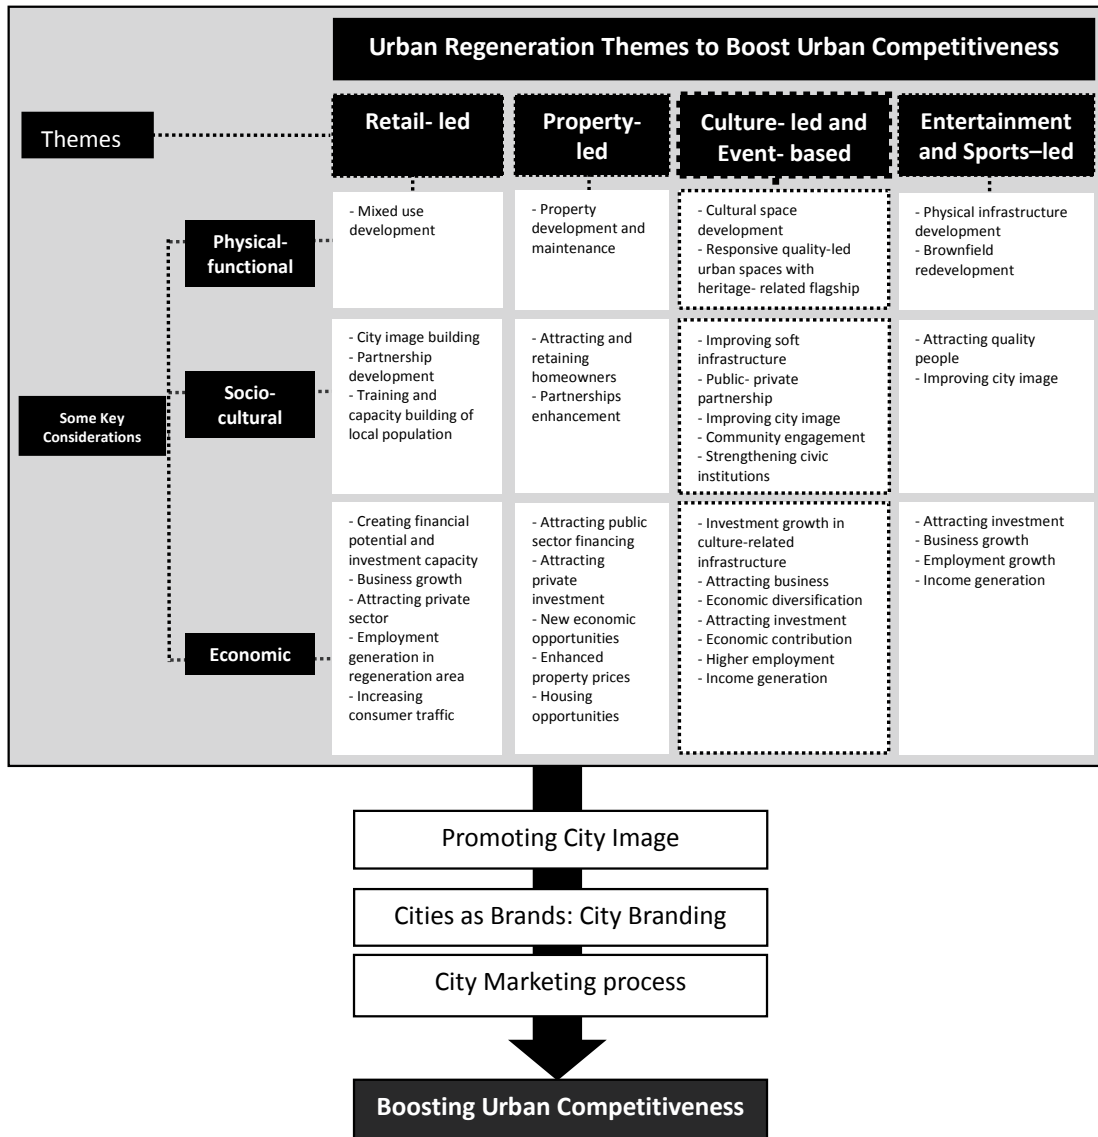 Urban Regeneration Themes to Boost Urban Competitiveness
Themes
Retail- led
Property-
led
Culture- led and
Event- based
Entertainment
and Sports–led
Some Key
Considerations
Physical-
functional
- Mixed use
development
- Property
development and
maintenance
- Cultural space
development
- Responsive quality-led
urban spaces with
heritage- related flagship
- Physical infrastructure
development
- Brownfield
redevelopment
Socio-
cultural
- City image building
- Partnership
development
- Training and
capacity building of
local population
- Attracting and
retaining
homeowners
- Partnerships
enhancement
- Improving soft
infrastructure
- Public- private
partnership
- Improving city image
- Community engagement
- Strengthening civic
institutions
- Attracting quality
people
- Improving city image
Economic
- Creating financial
potential and
investment capacity
- Business growth
- Attracting private
sector
- Employment
generation in
regeneration area
- Increasing
consumer traffic
- Attracting public
sector financing
- Attracting
private
investment
- New economic
opportunities
- Enhanced
property prices
- Housing
opportunities
- Investment growth in
culture-related
infrastructure
- Attracting business
- Economic diversification
- Attracting investment
- Economic contribution
- Higher employment
- Income generation
- Attracting investment
- Business growth
- Employment growth
- Income generation
Promoting City Image
Cities as Brands: City Branding
City Marketing process
Boosting Urban Competitiveness